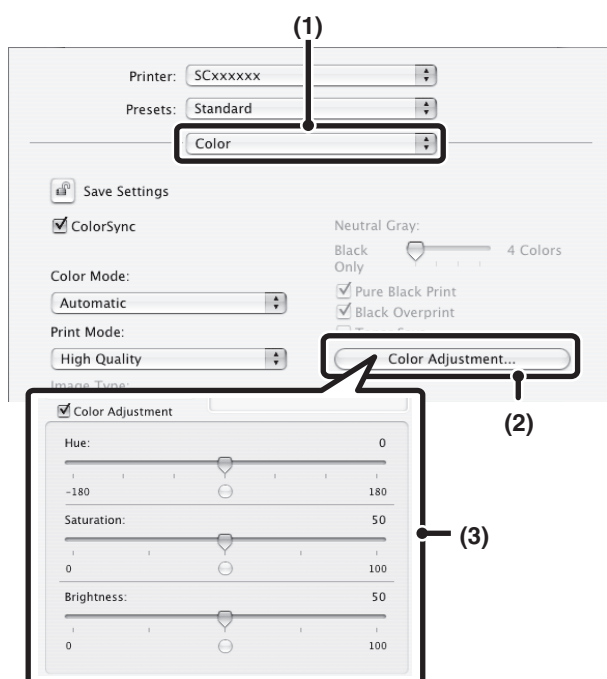 (1)
Printer: SCxxxxxx
Presets: Standard
Color
Save Settings
ColorSync
Neutral Gray:
Black Only
4 Colors
Color Mode:
Automatic
Pure Black Print
Black Overprint
Print Mode:
High Quality
Color Adjustment...
Image Type:
(2)
Color Adjustment
Hue: 0
-180 180
Saturation: 50
(3)
0 100
Brightness: 50
0 100